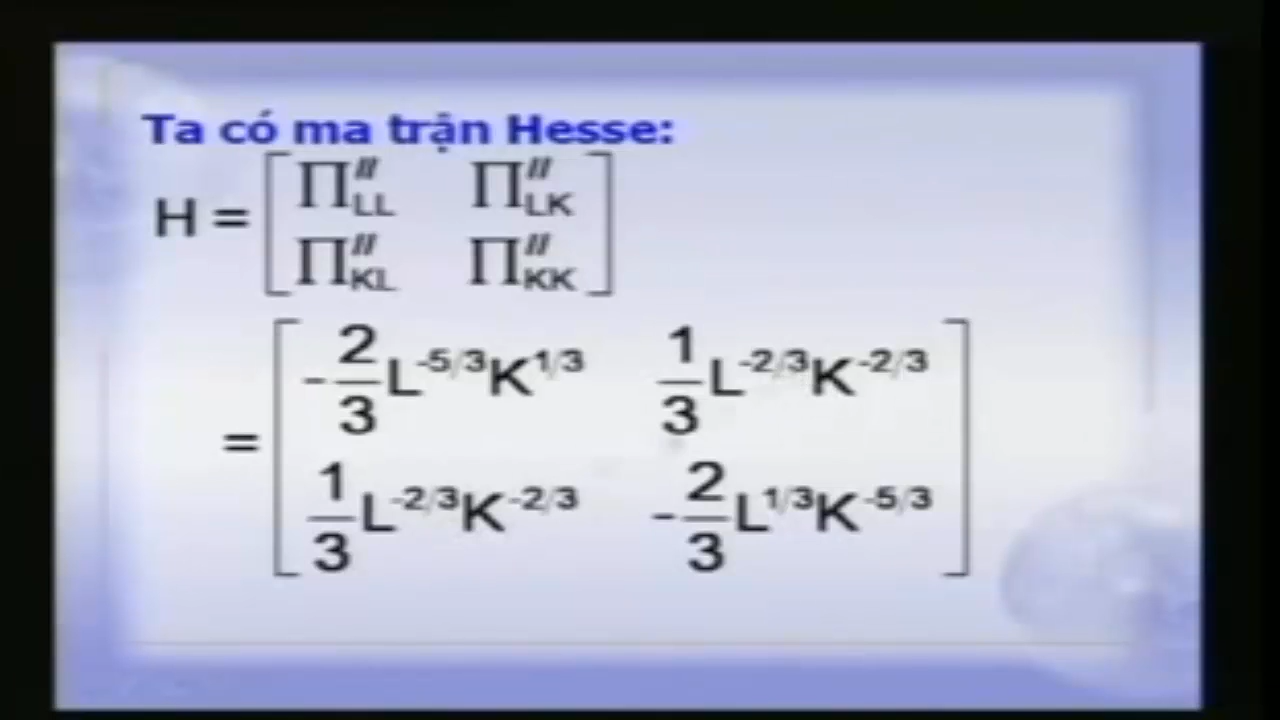 Ta có ma trận Hesse:
H = [ ∏″LL ∏″LK
∏″KL ∏″KK ]
= [ -2/3 L^-5/3 K^1/3 1/3 L^-2/3 K^-2/3
1/3 L^-2/3 K^-2/3 -2/3 L^1/3 K^-5/3 ]